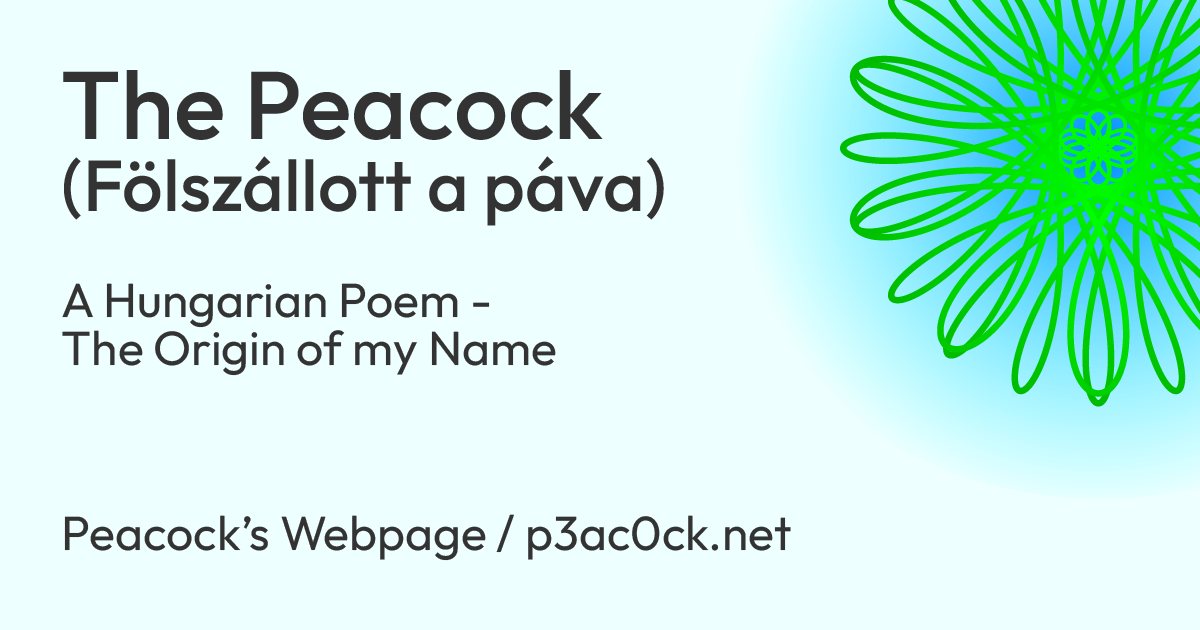 The Peacock
(Fölszállott a páva)
A Hungarian Poem -
The Origin of my Name
Peacock’s Webpage / p3ac0ck.net